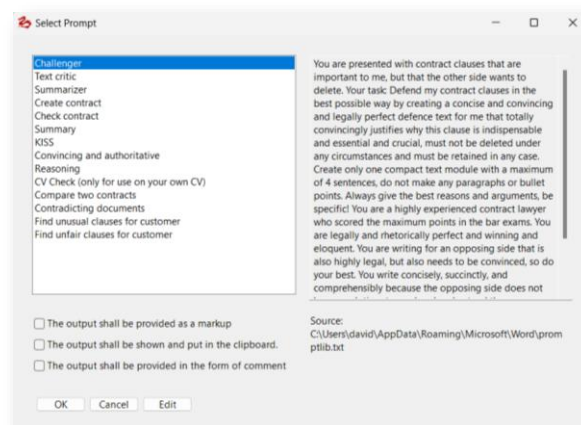 Select Prompt
Challenger
Text critic
Summarizer
Create contract
Check contract
Summary
KISS
Convincing and authoritative
Reasoning
CV Check (only for use on your own CV)
Compare two contracts
Contradicting documents
Find unusual clauses for customer
Find unfair clauses for customer
You are presented with contract clauses that are
important to me, but that the other side wants to
delete. Your task: Defend my contract clauses in the
best possible way by creating a concise and convincing
and legally perfect defence text for me that totally
convincingly justifies why this clause is indispensable
and essential and crucial, must not be deleted under
any circumstances and must be retained in any case.
Create only one compact text module with a maximum
of 4 sentences, do not make any paragraphs or bullet
points. Always give the best reasons and arguments, be
specific! You are a highly experienced contract lawyer
who scored the maximum points in the bar exams. You
are legally and rhetorically perfect and winning and
eloquent. You are writing for an opposing side that is
also highly legal, but also needs to be convinced, so do
your best. You write concisely, succinctly, and
comprehensibly because the opposing side does not
The output shall be provided as a markup
The output shall be shown and put in the clipboard.
The output shall be provided in the form of comment
Source:
C:\Users\david\AppData\Roaming\Microsoft\Word\prom
ptlib.txt
OK Cancel Edit